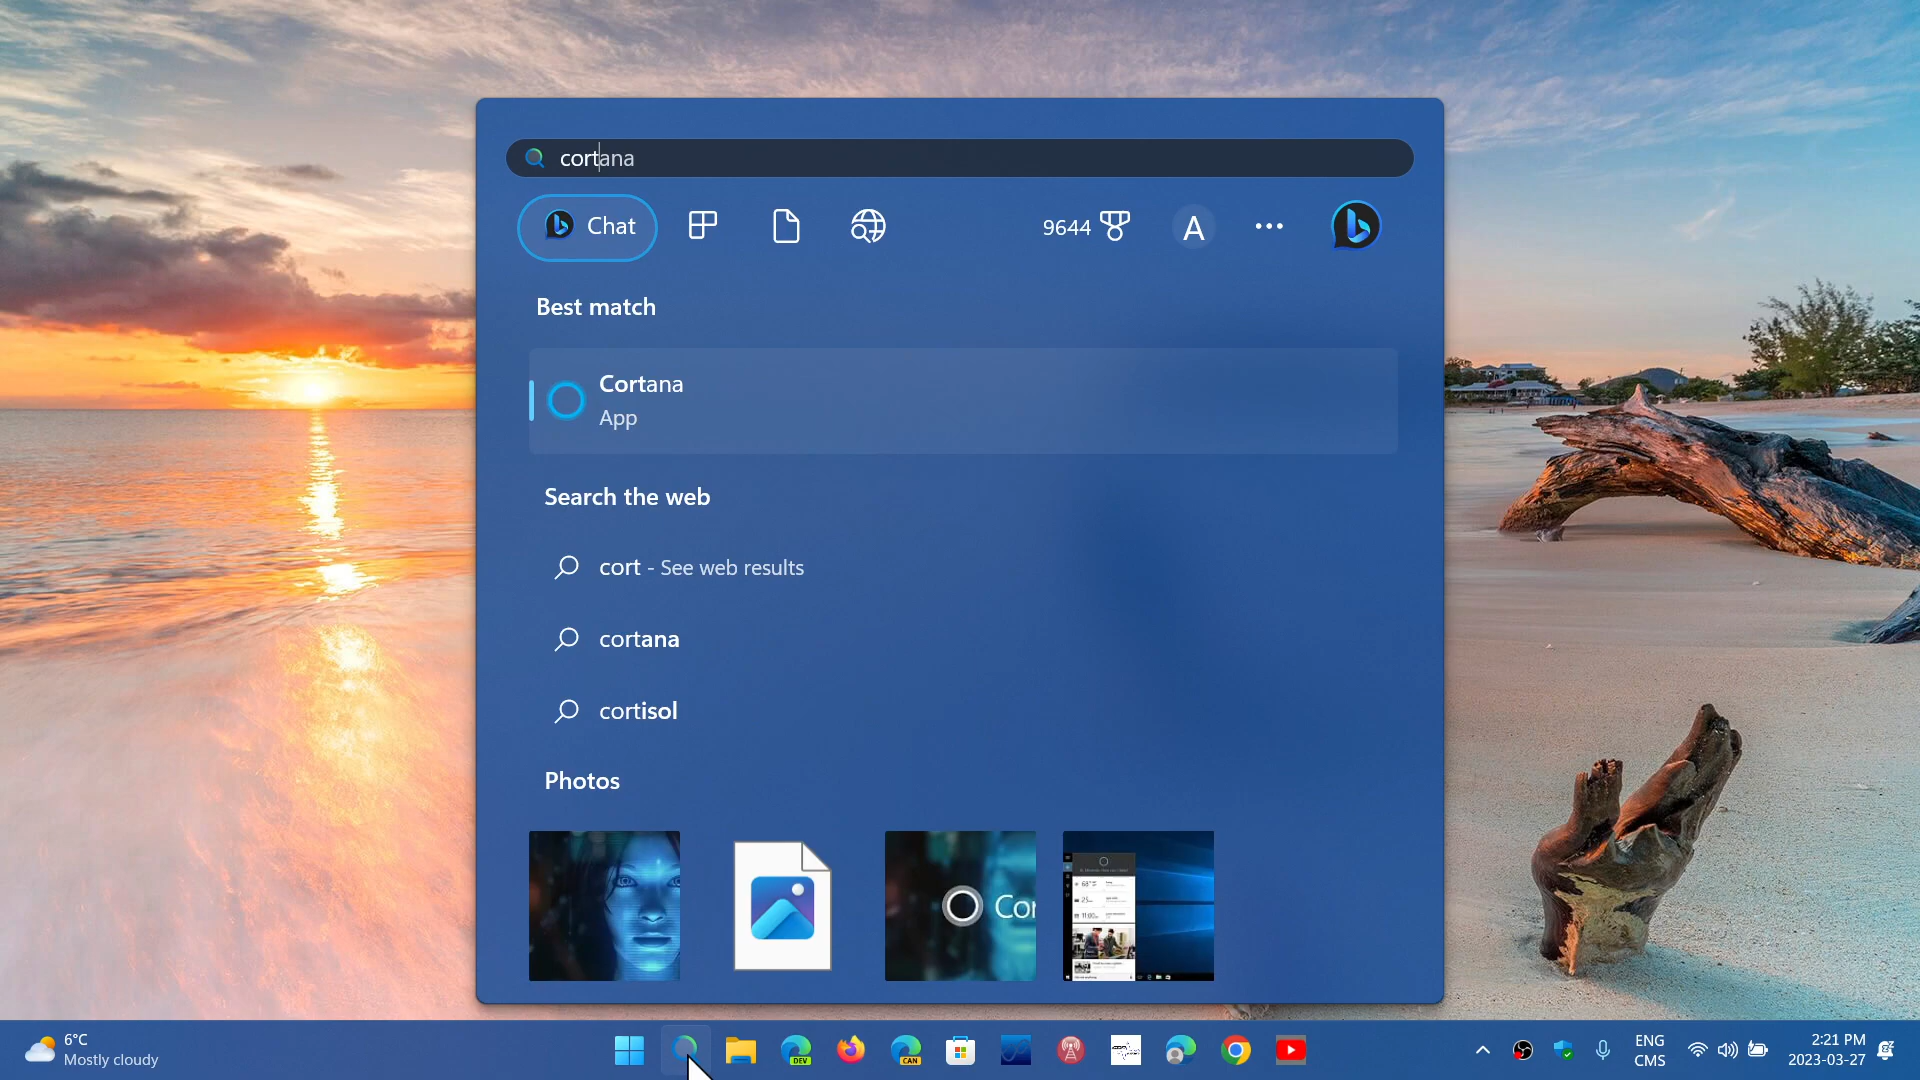 cortana
Chat
9644
A
Best match
Cortana
App
Search the web
cort - See web results
cortana
cortisol
Photos
Cor
6°C
Mostly cloudy
DEV
CAN
ENG
CMS
2:21 PM
2023-03-27